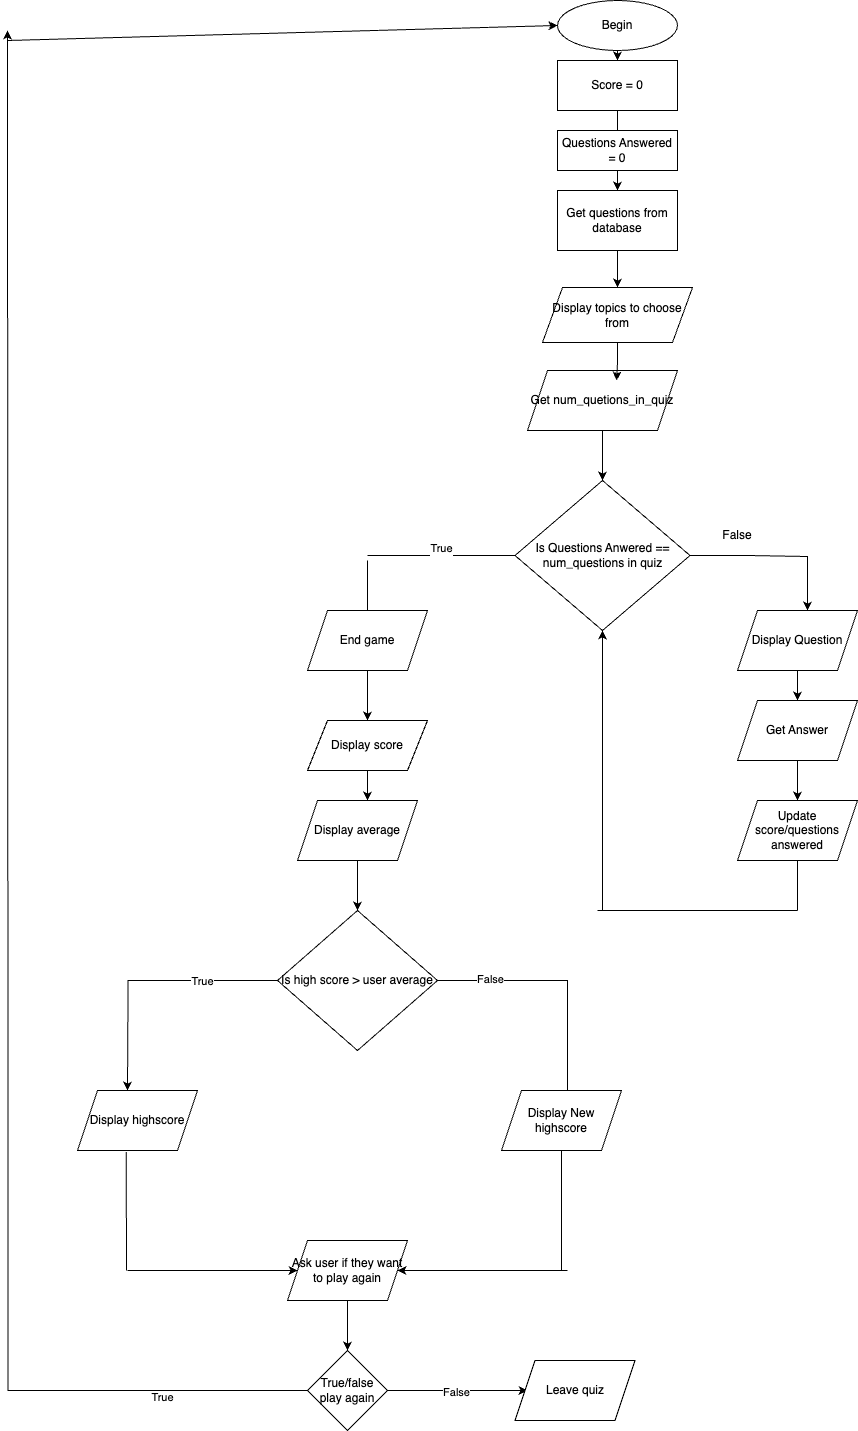 Begin
Score = 0
Questions Answered
= 0
Get questions from
database
Display topics to choose
from
Get num_quetions_in_quiz
Is Questions Anwered ==
num_questions in quiz
True
False
End game
Display Question
Display score
Get Answer
Display average
Update
score/questions
answered
Is high score > user average
True
False
Display highscore
Display New
highscore
Ask user if they want
to play again
True/false
play again
True
False
Leave quiz